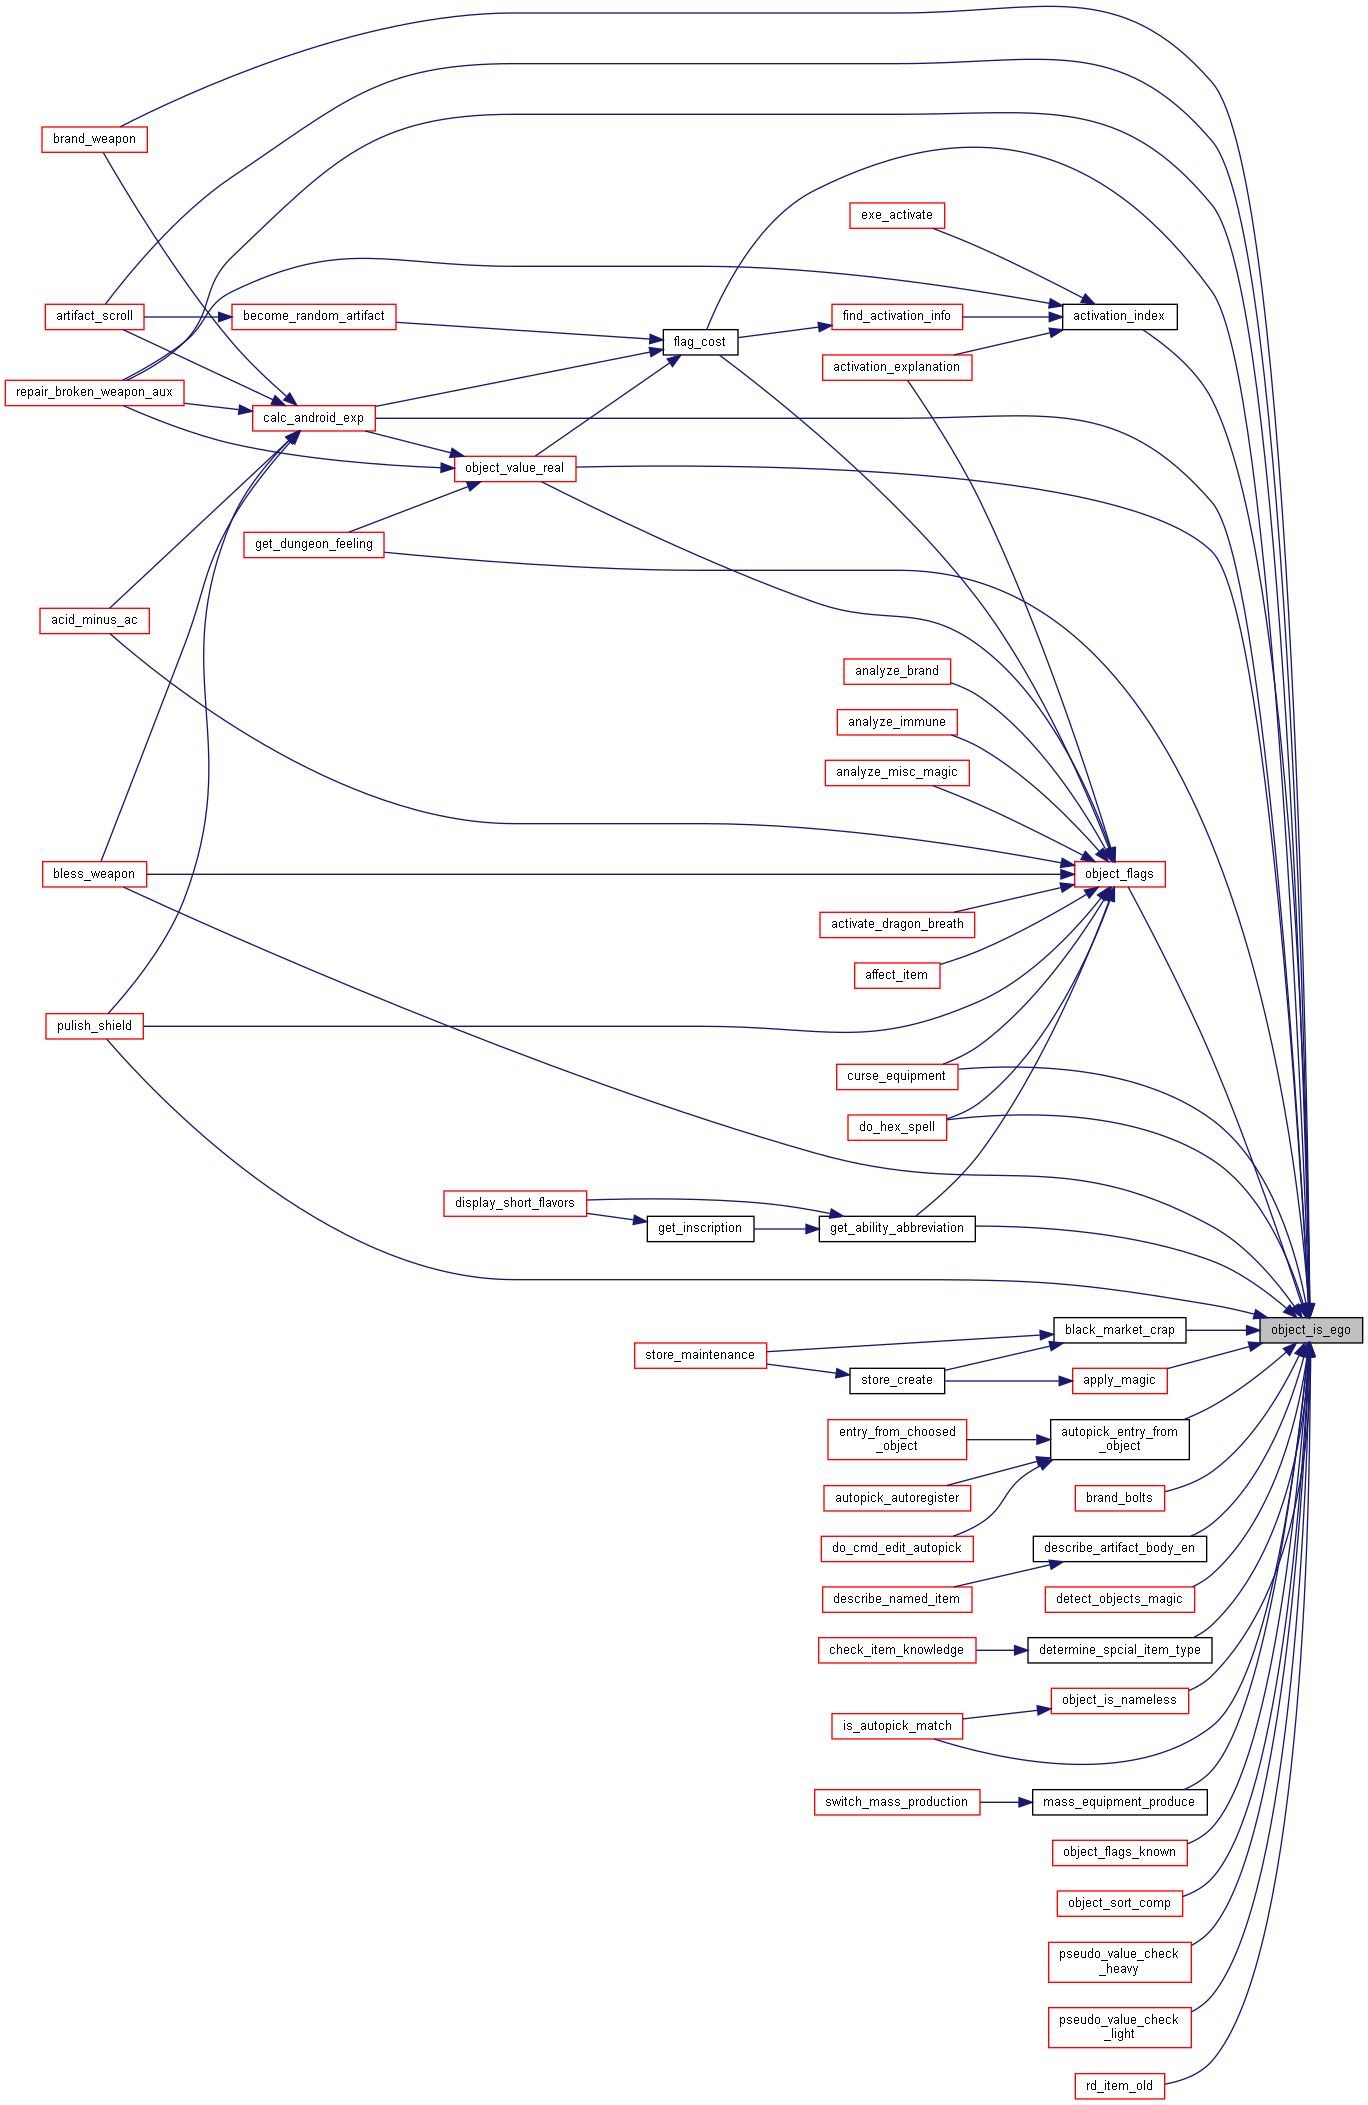 brand_weapon
exe_activate
artifact_scroll
become_random_artifact
find_activation_info
activation_index
flag_cost
activation_explanation
repair_broken_weapon_aux
calc_android_exp
object_value_real
get_dungeon_feeling
acid_minus_ac
analyze_brand
analyze_immune
analyze_misc_magic
bless_weapon
object_flags
activate_dragon_breath
affect_item
pulish_shield
curse_equipment
do_hex_spell
display_short_flavors
get_inscription
get_ability_abbreviation
object_is_ego
black_market_crap
store_maintenance
store_create
apply_magic
entry_from_choosed
_object
autopick_entry_from
_object
autopick_autoregister
brand_bolts
do_cmd_edit_autopick
describe_artifact_body_en
describe_named_item
detect_objects_magic
check_item_knowledge
determine_spcial_item_type
object_is_nameless
is_autopick_match
switch_mass_production
mass_equipment_produce
object_flags_known
object_sort_comp
pseudo_value_check
_heavy
pseudo_value_check
_light
rd_item_old